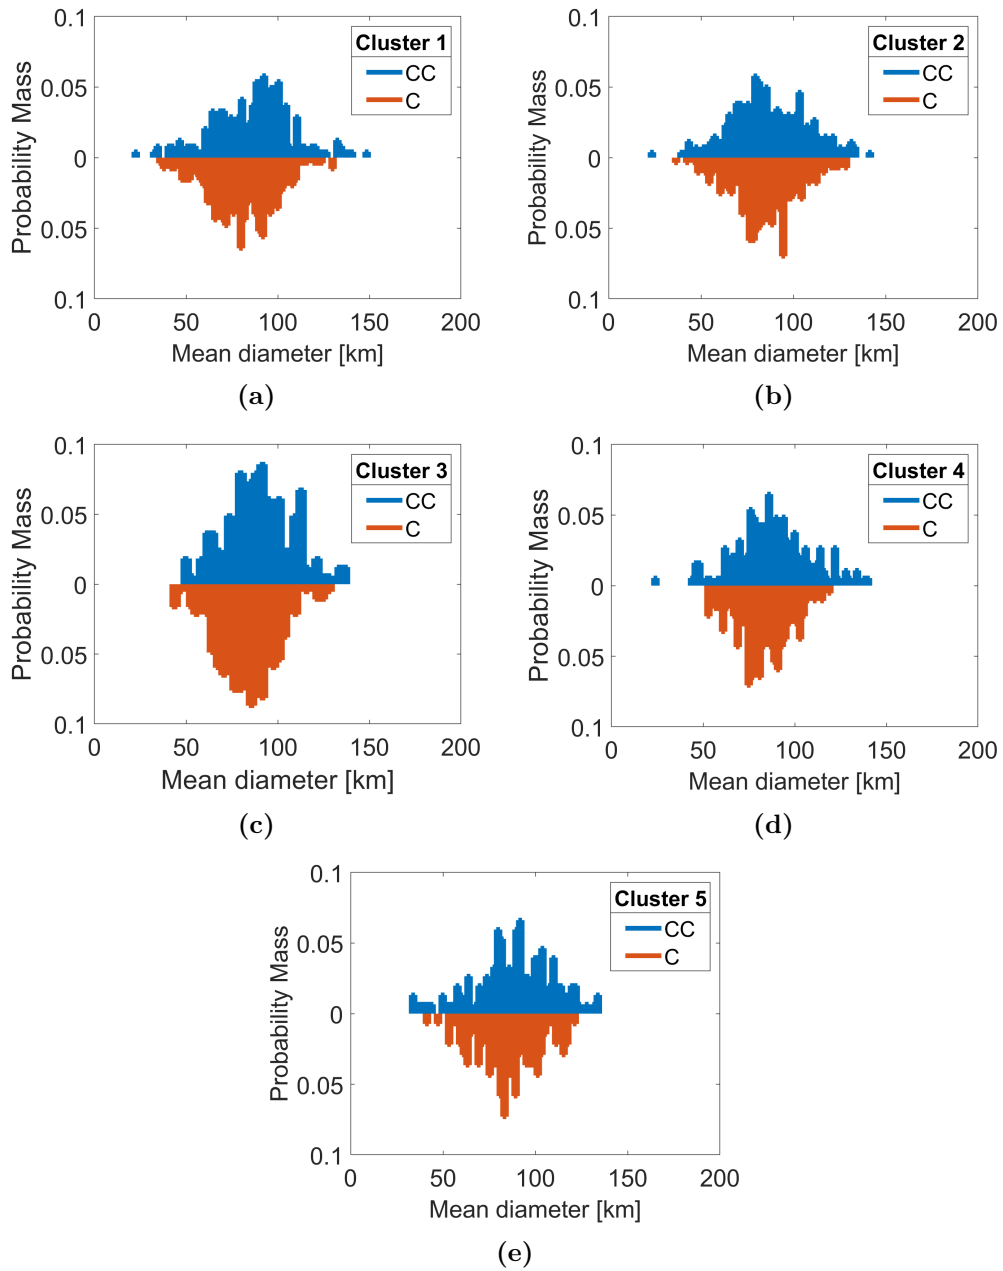 0.1
0.05
0
0.05
0.1
Probability Mass
Cluster 1
CC
C
0
50
100
150
200
Mean diameter [km]
(a)
0.1
0.05
0
0.05
0.1
Probability Mass
Cluster 2
CC
C
0
50
100
150
200
Mean diameter [km]
(b)
0.1
0.05
0
0.05
0.1
Probability Mass
Cluster 3
CC
C
0
50
100
150
200
Mean diameter [km]
(c)
0.1
0.05
0
0.05
0.1
Probability Mass
Cluster 4
CC
C
0
50
100
150
200
Mean diameter [km]
(d)
0.1
0.05
0
0.05
0.1
Probability Mass
Cluster 5
CC
C
0
50
100
150
200
Mean diameter [km]
(e)